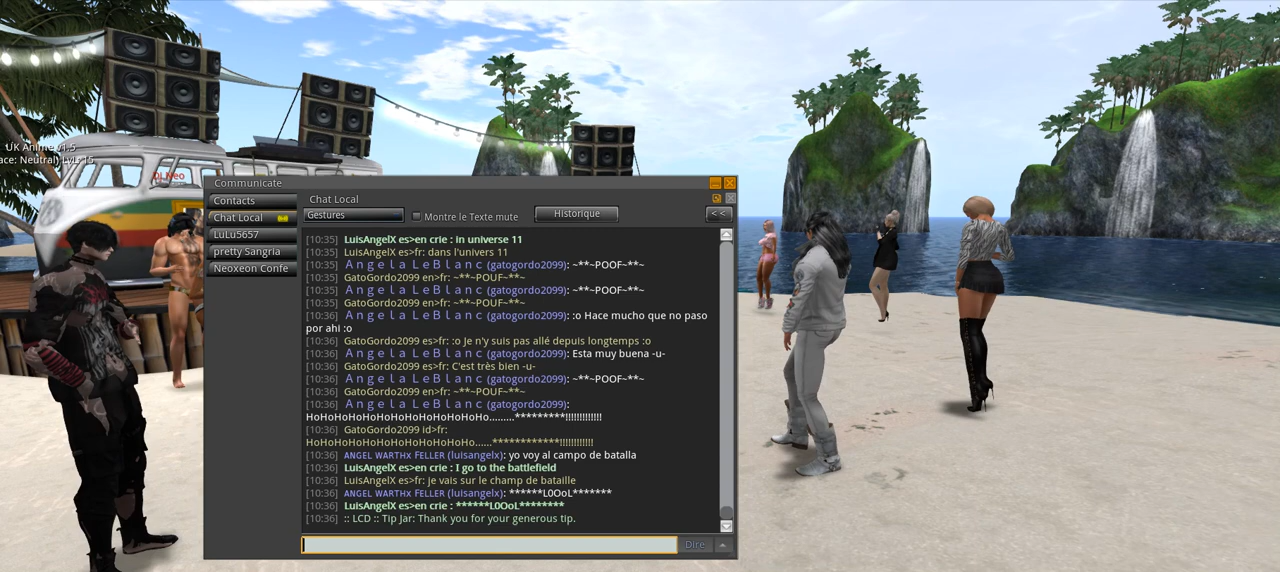 UK Anime v1.5
ace: Neutral) LvL:15
DJ Neo
Communicate
Contacts
Chat Local
LuLu5657
pretty Sangria
Neoxeon Confe
Chat Local
Gestures
Montre le Texte mute
Historique
< <
[10:35] LuisAngelX es>en crie : in universe 11
[10:35] LuisAngelX es>fr: dans l'univers 11
[10:35] A n g e l a L e B l a n c (gatogordo2099): ~**~POOF~**~
[10:35] GatoGordo2099 en>fr: ~**~POUF~**~
[10:35] A n g e l a L e B l a n c (gatogordo2099): ~**~POOF~**~
[10:35] GatoGordo2099 en>fr: ~**~POUF~**~
[10:36] A n g e l a L e B l a n c (gatogordo2099): :o Hace mucho que no paso
por ahi :o
[10:36] GatoGordo2099 es>fr: :o Je n'y suis pas allé depuis longtemps :o
[10:36] A n g e l a L e B l a n c (gatogordo2099): Esta muy buena -u-
[10:36] GatoGordo2099 es>fr: C'est très bien -u-
[10:36] A n g e l a L e B l a n c (gatogordo2099): ~**~POOF~**~
[10:36] GatoGordo2099 en>fr: ~**~POUF~**~
[10:36] A n g e l a L e B l a n c (gatogordo2099):
HoHoHoHoHoHoHoHoHoHoHoHoHo.........*********!!!!!!!!!!!!!
[10:36] GatoGordo2099 id>fr:
HoHoHoHoHoHoHoHoHoHoHoHo......***********!!!!!!!!!!!!
[10:36] ANGEL WARTHX FELLER (luisangelx): yo voy al campo de batalla
[10:36] LuisAngelX es>en crie : I go to the battlefield
[10:36] LuisAngelX es>fr: je vais sur le champ de bataille
[10:36] ANGEL WARTHX FELLER (luisangelx): ******L0OoL*******
[10:36] LuisAngelX es>en crie : ******L0OoL********
[10:36] :: LCD :: Tip Jar: Thank you for your generous tip.
Dire